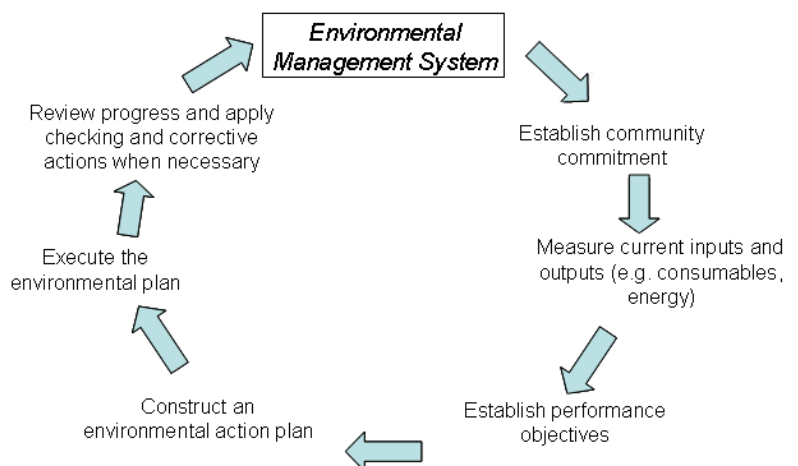 Environmental
Management System
Establish community
commitment
Measure current inputs and
outputs (e.g. consumables,
energy)
Establish performance
objectives
Construct an
environmental action plan
Execute the
environmental plan
Review progress and apply
checking and corrective
actions when necessary